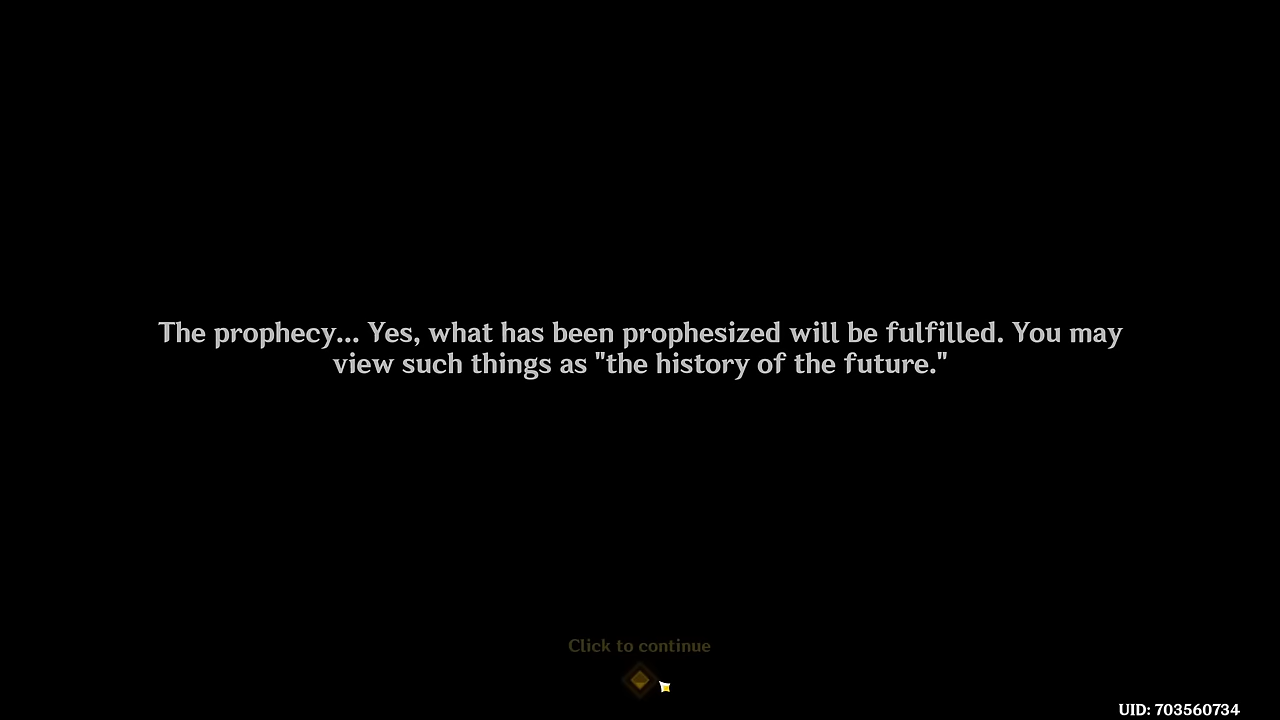 The prophecy... Yes, what has been prophesized will be fulfilled. You may
view such things as "the history of the future."
Click to continue
UID: 703560734